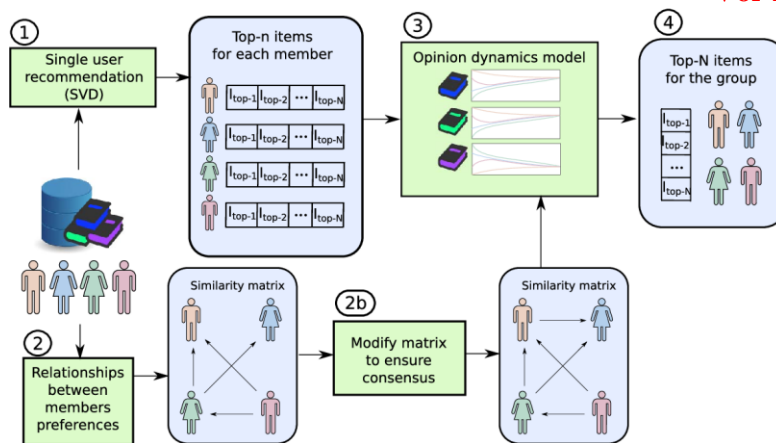 1
Single user
recommendation
(SVD)
Top-n items
for each member
I top-1 I top-2 ... I top-N
I top-1 I top-2 ... I top-N
I top-1 I top-2 ... I top-N
I top-1 I top-2 ... I top-N
3
Opinion dynamics model
4
Top-N items
for the group
I top-1
I top-2
...
I top-N
2
Relationships
between
members
preferences
Similarity matrix
2b
Modify matrix
to ensure
consensus
Similarity matrix